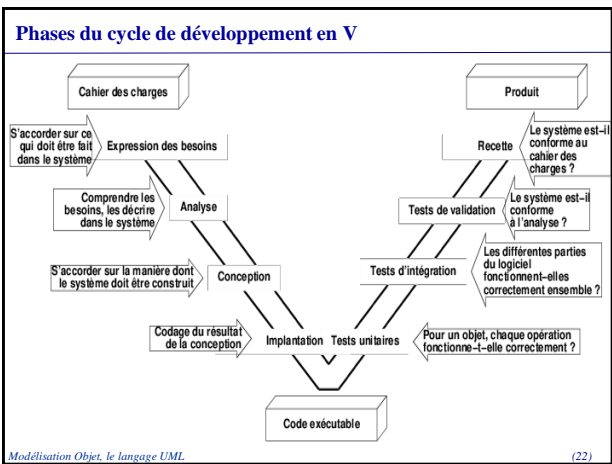 Phases du cycle de développement en V
Cahier des charges
Produit
S'accorder sur ce
qui doit être fait
dans le système
Expression des besoins
Recette
Le système est–il
conforme au
cahier des
charges ?
Comprendre les
besoins, les décrire
dans le système
Analyse
Tests de validation
Le système est–il
conforme
à l'analyse ?
S'accorder sur la manière dont
le système doit être construit
Conception
Tests d'intégration
Les différentes parties
du logiciel
fonctionnent–elles
correctement ensemble ?
Codage du résultat
de la conception
Implantation
Tests unitaires
Pour un objet, chaque opération
fonctionne–t–elle correctement ?
Code exécutable
Modélisation Objet, le langage UML
(22)